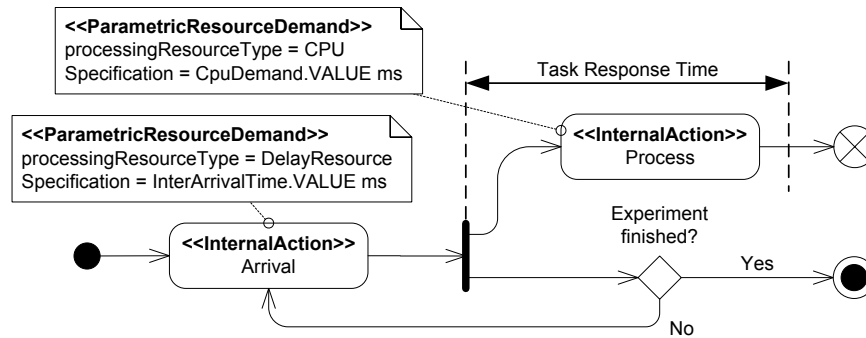 <<ParametricResourceDemand>>
processingResourceType = CPU
Specification = CpuDemand.VALUE ms
Task Response Time
<<ParametricResourceDemand>>
processingResourceType = DelayResource
Specification = InterArrivalTime.VALUE ms
<<InternalAction>>
Process
<<InternalAction>>
Arrival
Experiment
finished?
Yes
No